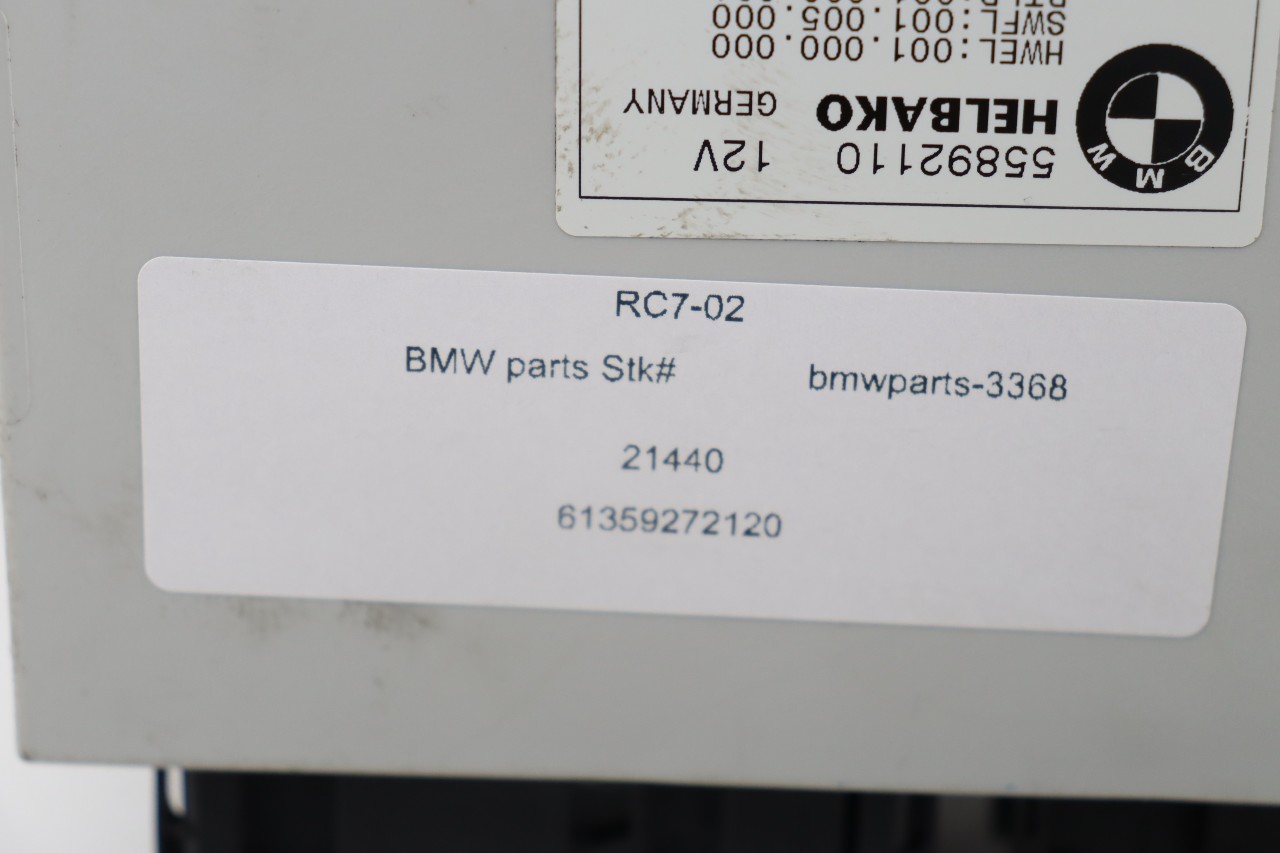 RC7-02
BMW parts Stk# bmwparts-3368
21440
61359272120
BMW
55892110 12V
HELBAKO GERMANY
HWEL:001.000.000
SWFL:001.005.000